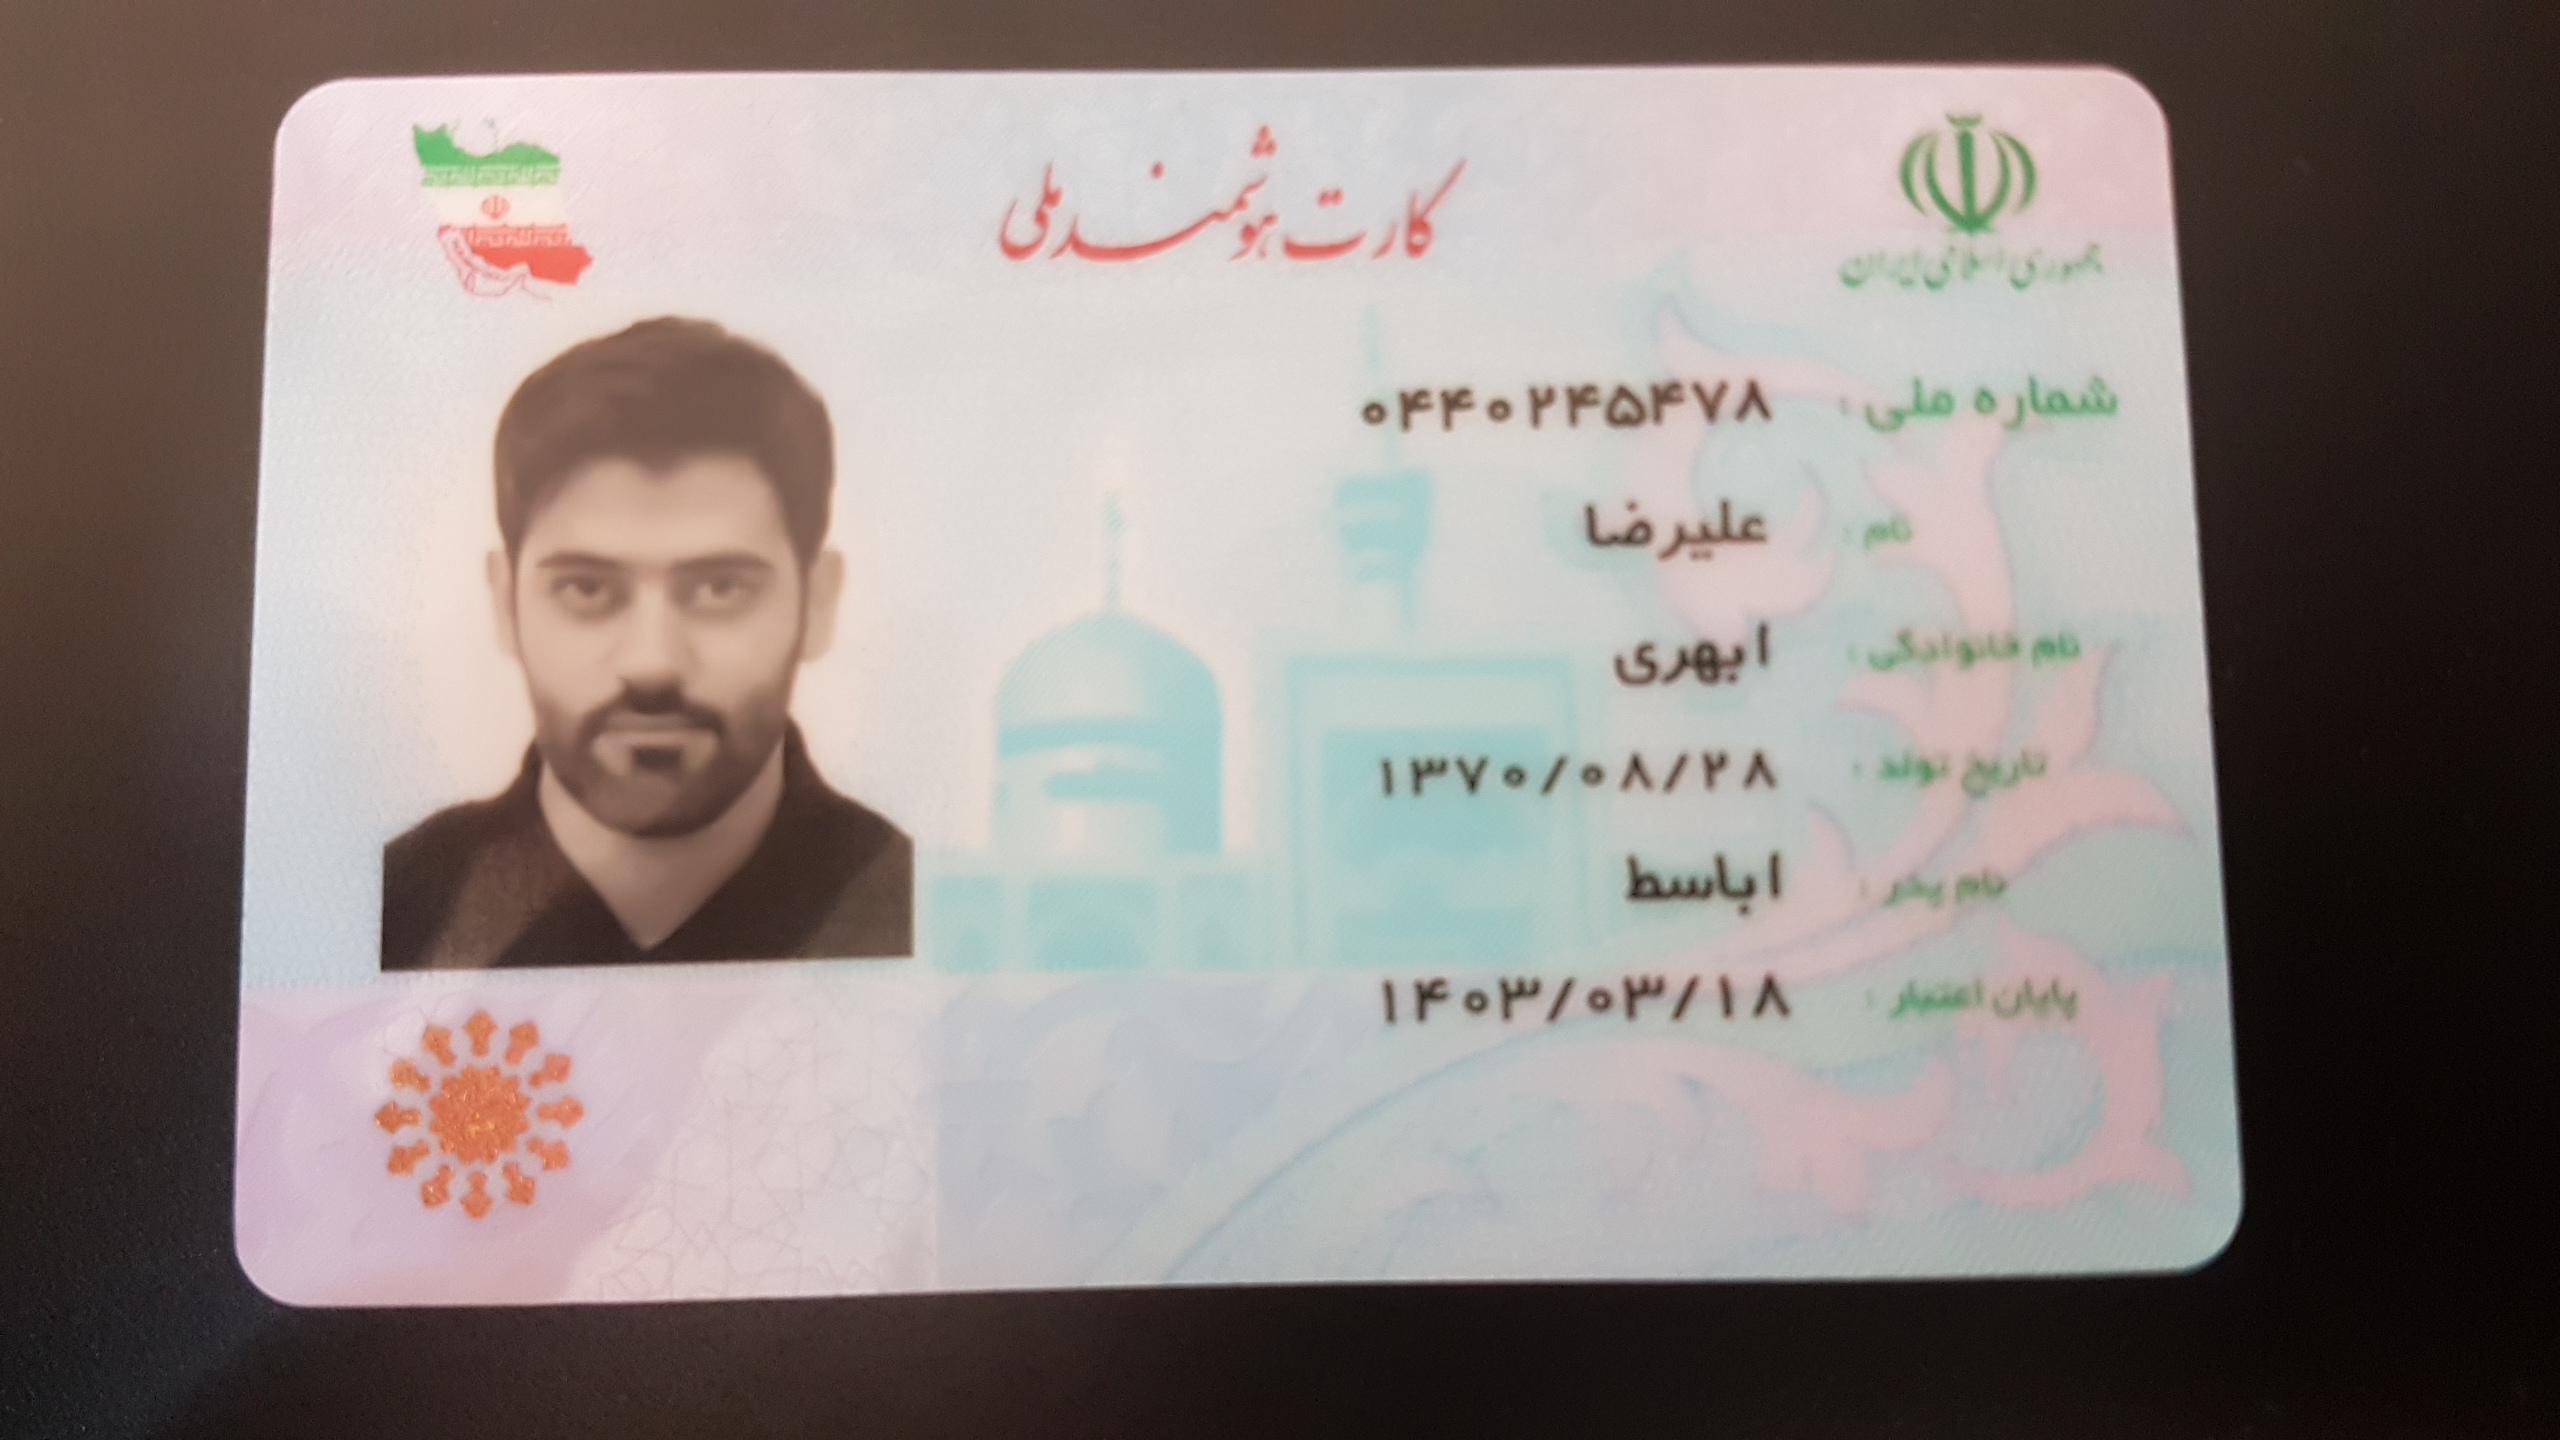 جمهوری اسلامی ایران
کارت هوشمند ملی
شماره ملی : ۰۴۴۰۲۴۵۴۷۸
نام : علیرضا
نام خانوادگی : ابهری
تاریخ تولد : ۱۳۷۰/۰۸/۲۸
نام پدر : اباسط
پایان اعتبار : ۱۴۰۳/۰۳/۱۸